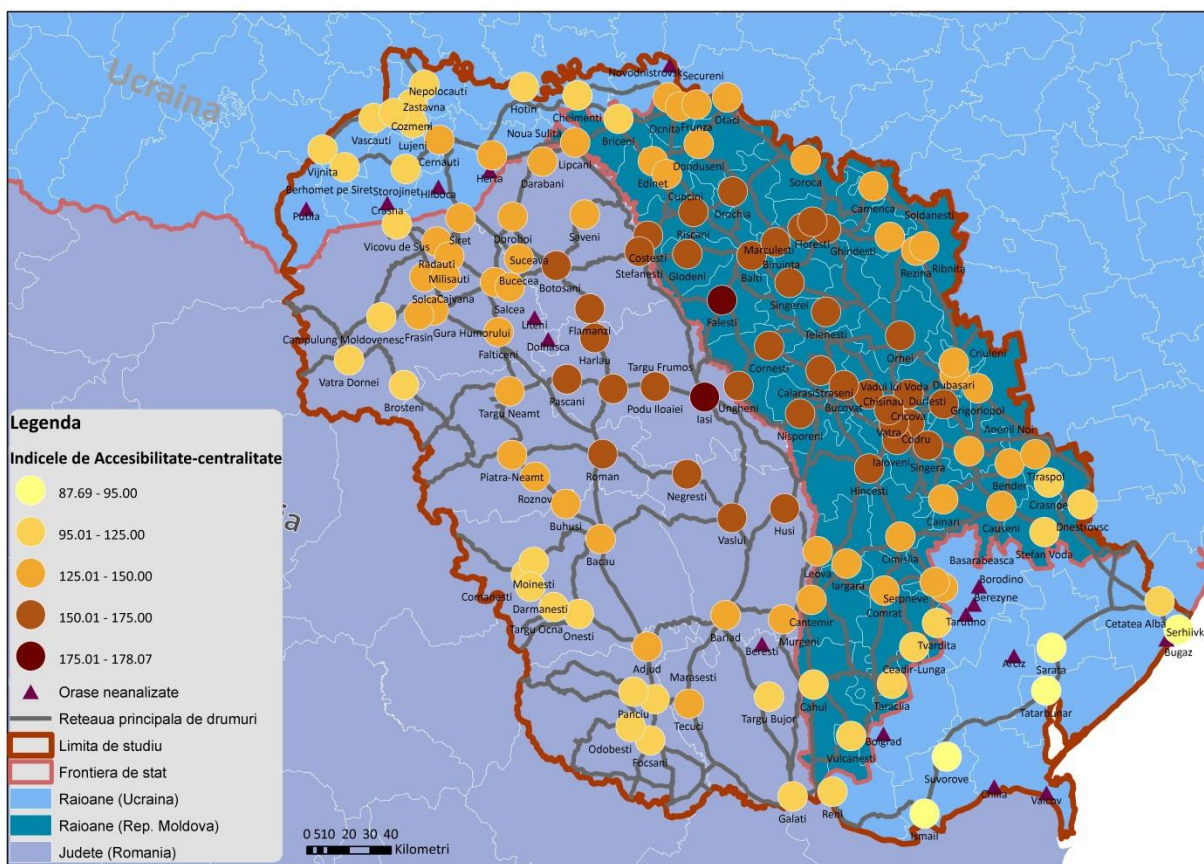 Ucraina
Novodnistrovsk
Secureni
Nepolocauti
Hotin
Zastavna
Chelmenti
Ocnita
Frunza
Otaci
Vascauti
Cozmeni
Noua Sulita
Briceni
Lujeni
Donduseni
Vijnita
Cernauti
Lipcani
Edinet
Soroca
Berhomet pe Siret
Storojinet
Hliboca
Herta
Darabani
Cupcini
Camenca
Crasna
Drochia
Soldanesti
Putila
Riscani
Floresti
Ghindesti
Vicovu de Sus
Siret
Dorohoi
Saveni
Costesti
Marculesti
Radauti
Suceava
Stefanesti
Glodeni
Balti
Biruinta
Rezina
Ribnita
Milisauti
Bucecea
Botosani
Singerei
Solca
Cajvana
Salcea
Flamanzi
Falesti
Telenesti
Campulung Moldovenesc
Frasin
Gura Humorului
Liteni
Dolhasca
Falticeni
Harlau
Cornesti
Orhei
Criuleni
Vatra Dornei
Targu Frumos
Calarasi
Straseni
Vadul lui Voda
Dubasari
Brosteni
Targu Neamt
Pascani
Podu Iloaiei
Iasi
Ungheni
Bucovat
Chisinau
Durlesti
Grigoriopol
Cricova
Nisporeni
Vatra
Codru
Anenii Noi
Ialoveni
Singera
Piatra-Neamt
Roman
Negresti
Hincesti
Bender
Tiraspol
Roznov
Crasnoe
Buhusi
Vaslui
Husi
Cainari
Causeni
Dnestrovsc
Bacau
Cimislia
Stefan Voda
Moinesti
Leova
Iargara
Basarabeasca
Borodino
Comanesti
Darmanesti
Serpneve
Berezyne
Targu Ocna
Onesti
Cantemir
Comrat
Tarutino
Cetatea Alba
Barlad
Murgeni
Tvardita
Serhiivka
Beresti
Bugaz
Adjud
Ceadir-Lunga
Arciz
Sarata
Marasesti
Panciu
Tecuci
Targu Bujor
Cahul
Taraclia
Tatarbunar
Odobesti
Focsani
Vulcanesti
Bolgrad
Suvorove
Galati
Reni
Chilia
Valcov
Ismail
Legenda
Indicele de Accesibilitate-centralitate
87.69 - 95.00
95.01 - 125.00
125.01 - 150.00
150.01 - 175.00
175.01 - 178.07
Orase neanalizate
Reteaua principala de drumuri
Limita de studiu
Frontiera de stat
Raioane (Ucraina)
Raioane (Rep. Moldova)
Judete (Romania)
0 5 10 20 30 40
Kilometri